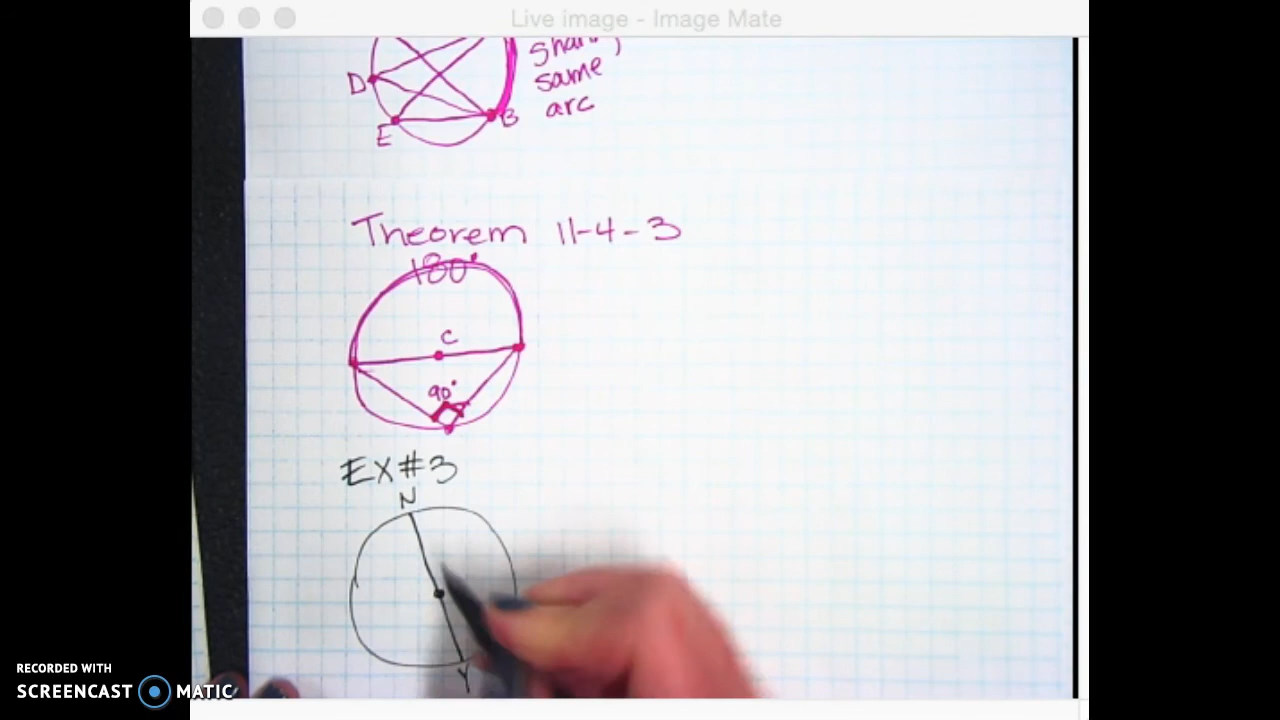 Live image - Image Mate
same
arc
D
E
B
Theorem 11-4-3
180°
C
90°
EX#3
N
Y
RECORDED WITH
SCREENCAST MATIC